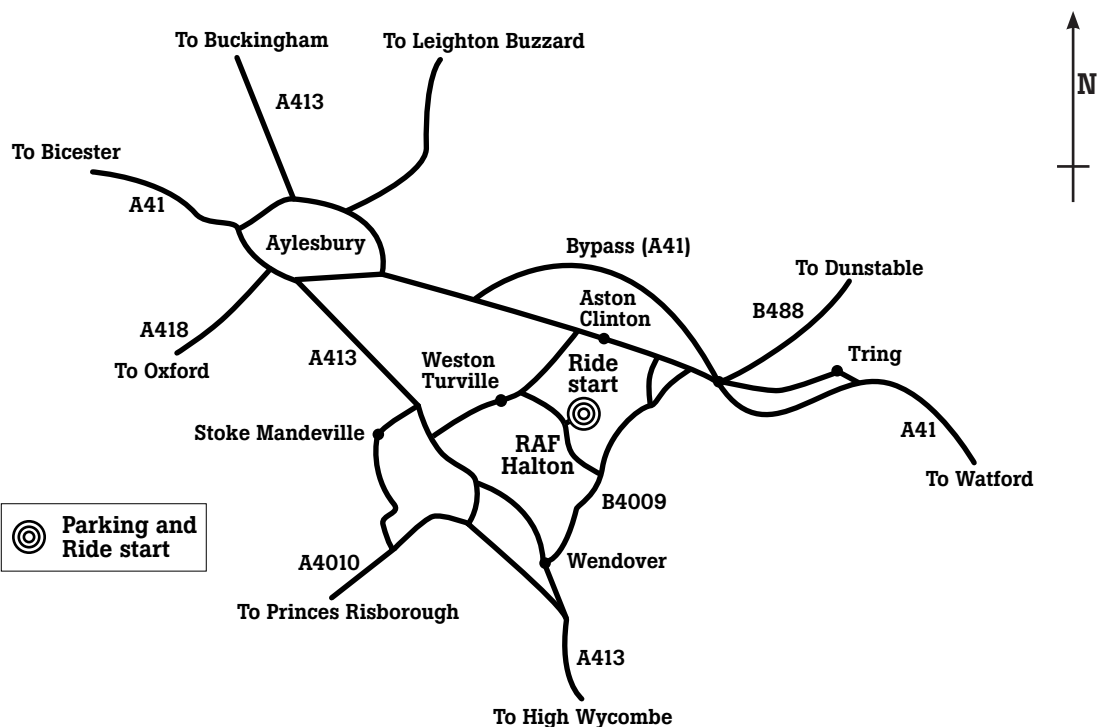 To Buckingham
To Leighton Buzzard
A413
N
To Bicester
A41
Aylesbury
Bypass (A41)
To Dunstable
Aston
Clinton
B488
A418
To Oxford
A413
Weston
Turville
Ride
start
Tring
Stoke Mandeville
RAF
Halton
A41
To Watford
B4009
Parking and
Ride start
A4010
Wendover
To Princes Risborough
A413
To High Wycombe